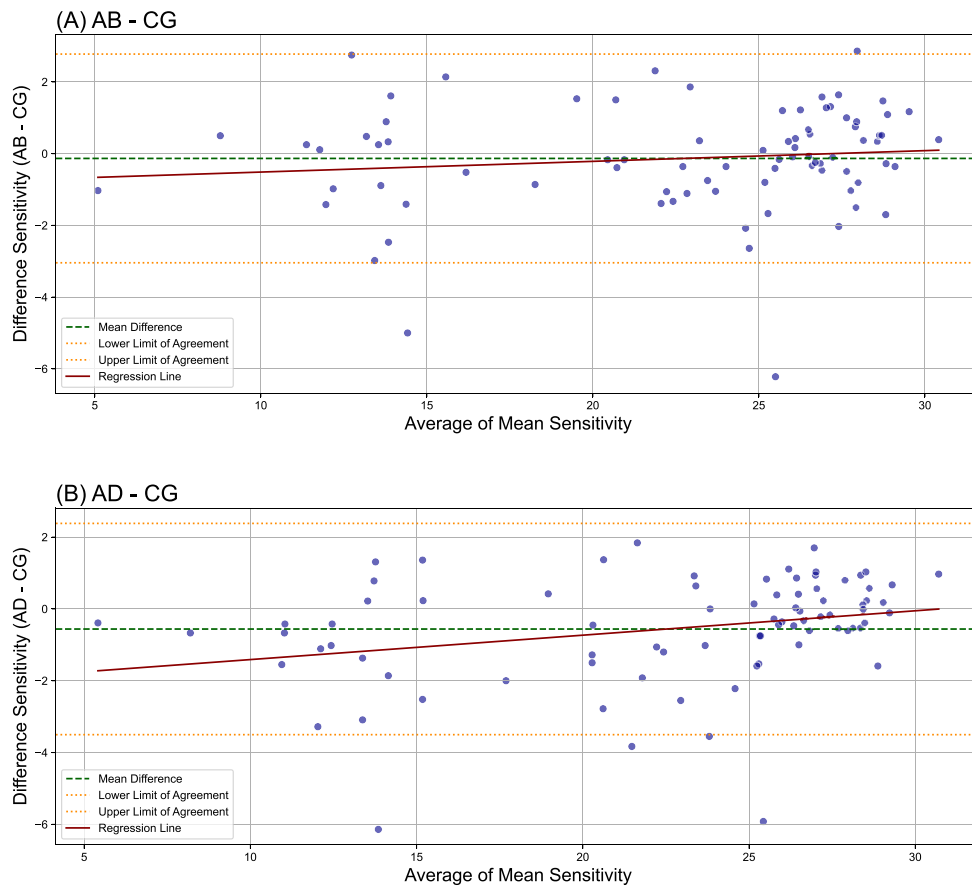 (A) AB - CG
2
0
−2
−4
−6
Difference Sensitivity (AB - CG)
Mean Difference
Lower Limit of Agreement
Upper Limit of Agreement
Regression Line
5 10 15 20 25 30
Average of Mean Sensitivity
(B) AD - CG
2
0
−2
−4
−6
Difference Sensitivity (AD - CG)
Mean Difference
Lower Limit of Agreement
Upper Limit of Agreement
Regression Line
5 10 15 20 25 30
Average of Mean Sensitivity